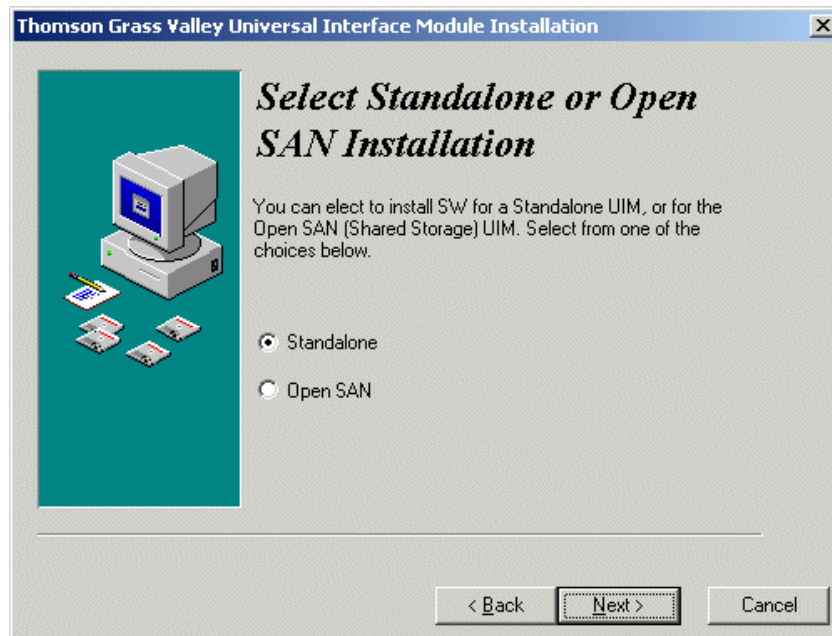 Thomson Grass Valley Universal Interface Module Installation
Select Standalone or Open
SAN Installation
You can elect to install SW for a Standalone UIM, or for the
Open SAN (Shared Storage) UIM. Select from one of the
choices below.
Standalone
Open SAN
< Back
Next >
Cancel